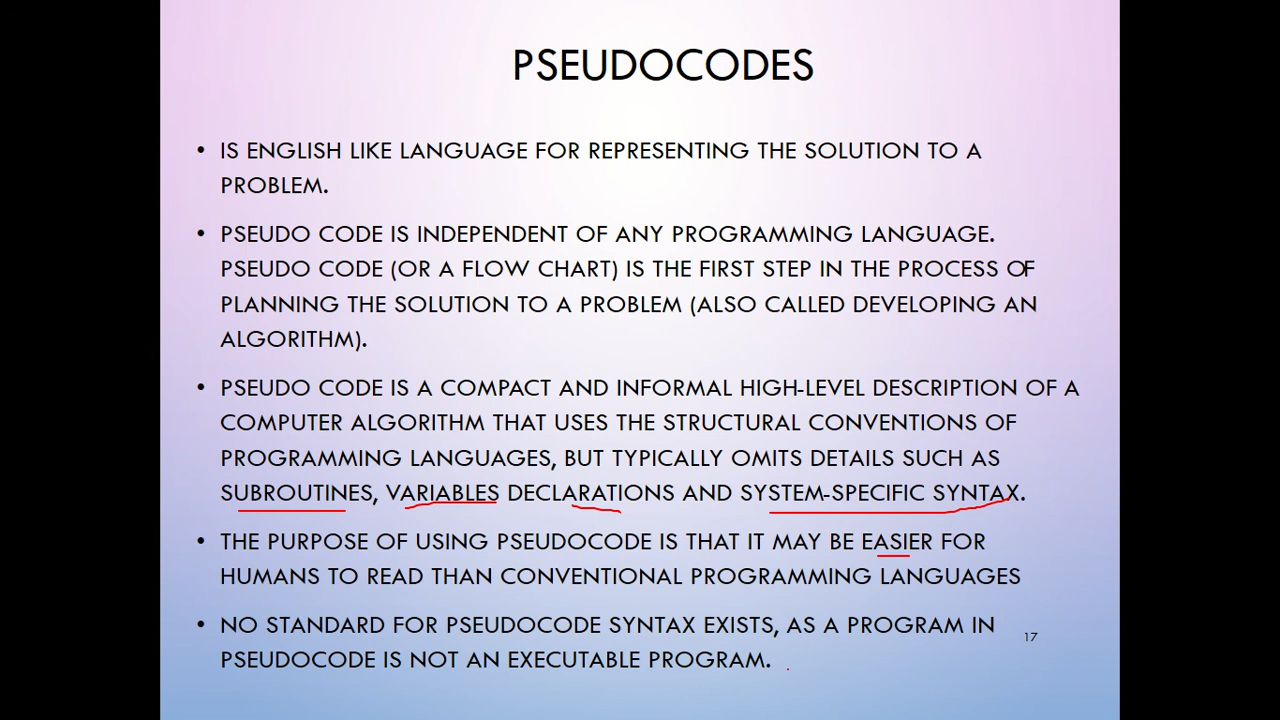 PSEUDOCODES
• IS ENGLISH LIKE LANGUAGE FOR REPRESENTING THE SOLUTION TO A
PROBLEM.
• PSEUDO CODE IS INDEPENDENT OF ANY PROGRAMMING LANGUAGE.
PSEUDO CODE (OR A FLOW CHART) IS THE FIRST STEP IN THE PROCESS OF
PLANNING THE SOLUTION TO A PROBLEM (ALSO CALLED DEVELOPING AN
ALGORITHM).
• PSEUDO CODE IS A COMPACT AND INFORMAL HIGH-LEVEL DESCRIPTION OF A
COMPUTER ALGORITHM THAT USES THE STRUCTURAL CONVENTIONS OF
PROGRAMMING LANGUAGES, BUT TYPICALLY OMITS DETAILS SUCH AS
SUBROUTINES, VARIABLES DECLARATIONS AND SYSTEM-SPECIFIC SYNTAX.
• THE PURPOSE OF USING PSEUDOCODE IS THAT IT MAY BE EASIER FOR
HUMANS TO READ THAN CONVENTIONAL PROGRAMMING LANGUAGES
• NO STANDARD FOR PSEUDOCODE SYNTAX EXISTS, AS A PROGRAM IN
PSEUDOCODE IS NOT AN EXECUTABLE PROGRAM.
17